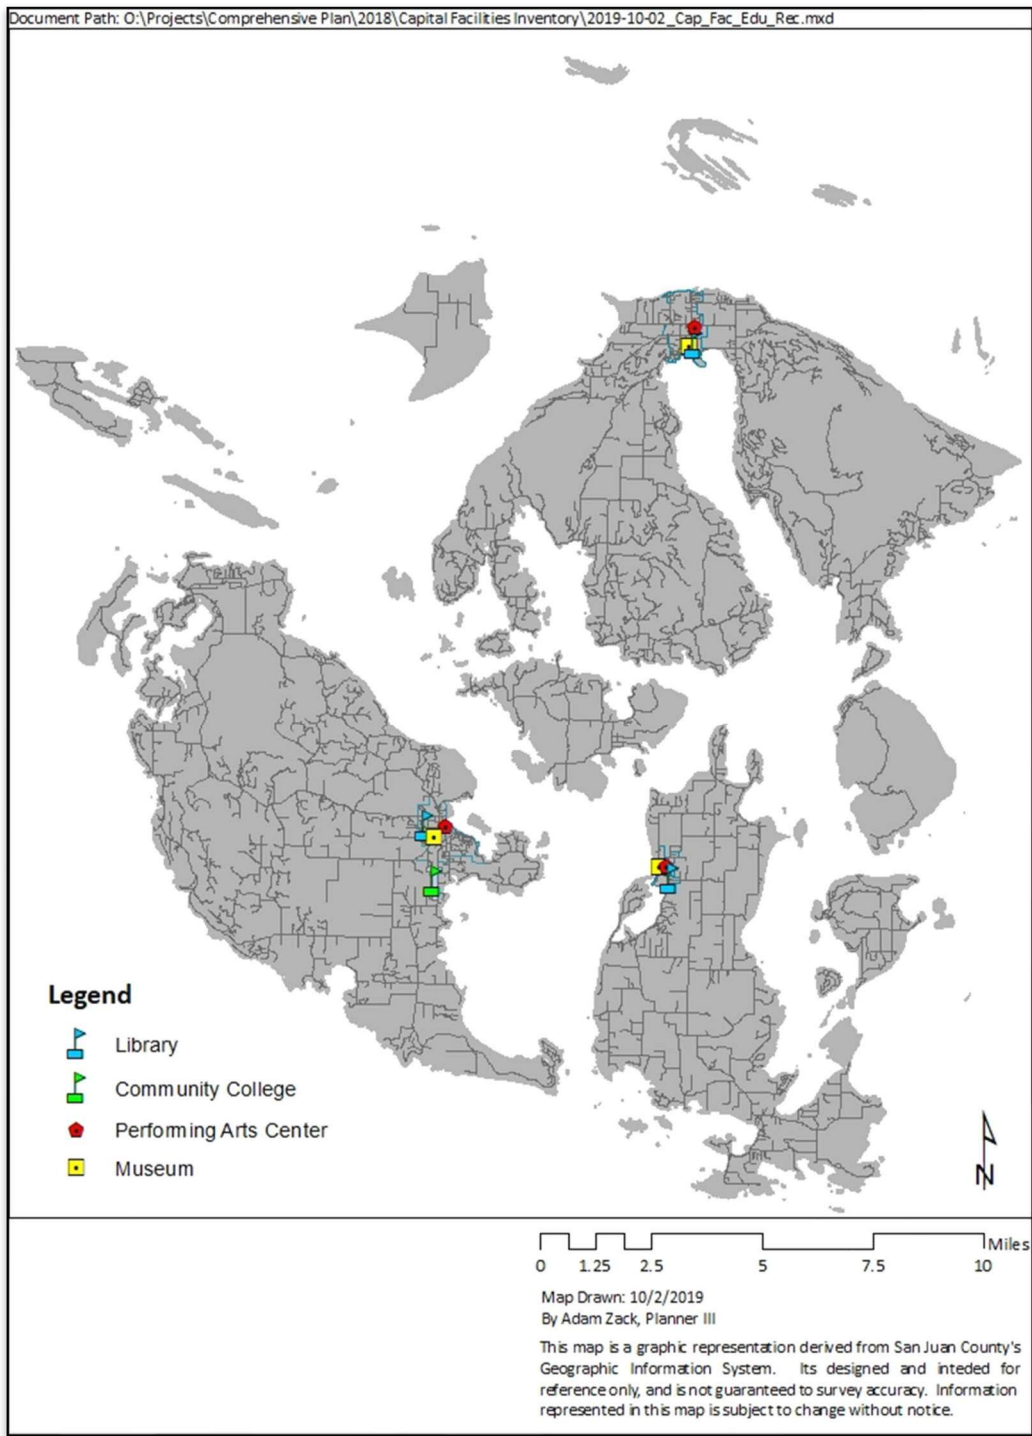 Document Path: O:\Projects\Comprehensive Plan\2018\Capital Facilities Inventory\2019-10-02_Cap_Fac_Edu_Rec.mxd
Legend
Library
Community College
Performing Arts Center
Museum
N
Miles
0 1.25 2.5 5 7.5 10
Map Drawn: 10/2/2019
By Adam Zack, Planner III
This map is a graphic representation derived from San Juan County's
Geographic Information System. Its designed and inteded for
reference only, and is not guaranteed to survey accuracy. Information
represented in this map is subject to change without notice.